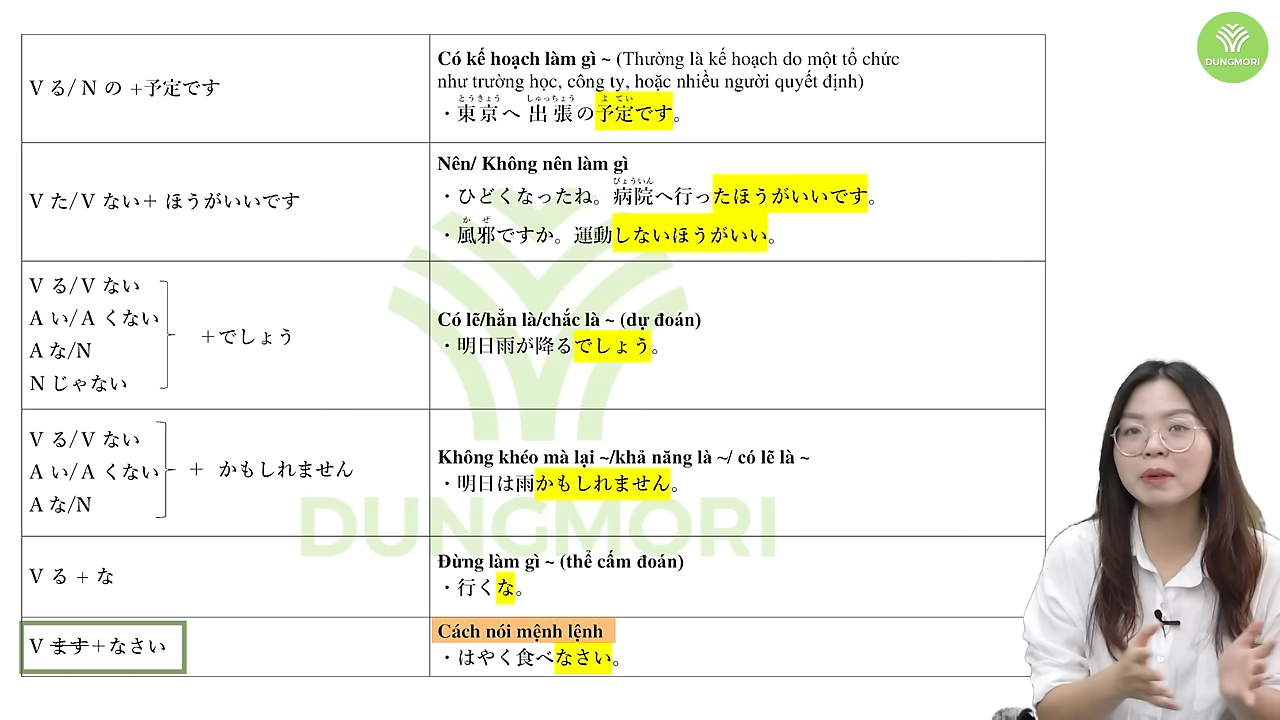 DUNGMORI
V る/ N の +予定です
Có kế hoạch làm gì ~ (Thường là kế hoạch do một tổ chức
như trường học, công ty, hoặc nhiều người quyết định)
とうきょう しゅっちょう よてい
・東京へ 出張の予定です。
V た/V ない+ ほうがいいです
Nên/ Không nên làm gì
びょういん
・ひどくなったね。病院へ行ったほうがいいです。
かぜ
・風邪ですか。運動しないほうがいい。
V る/V ない
A い/A くない
A な/N
N じゃない
+でしょう
Có lẽ/hẳn là/chắc là ~ (dự đoán)
・明日雨が降るでしょう。
V る/V ない
A い/A くない
A な/N
+ かもしれません
Không khéo mà lại ~/khả năng là ~/ có lẽ là ~
・明日は雨かもしれません。
V る + な
Đừng làm gì ~ (thể cấm đoán)
・行くな。
V ます+なさい
Cách nói mệnh lệnh
・はやく食べなさい。
DUNGMORI